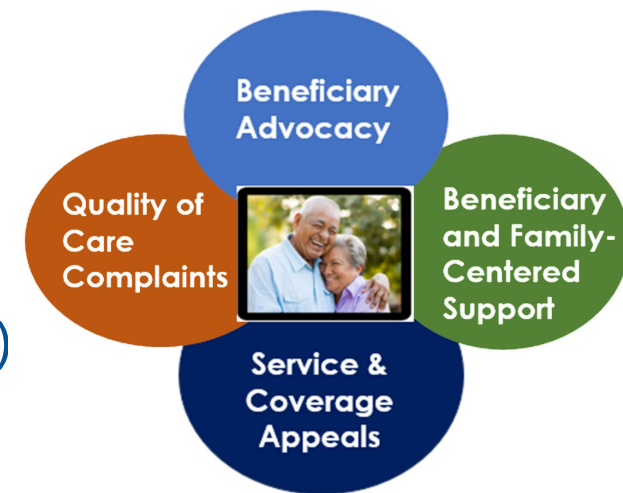 Beneficiary
Advocacy
Quality of
Care
Complaints
Beneficiary
and Family-
Centered
Support
Service &
Coverage
Appeals